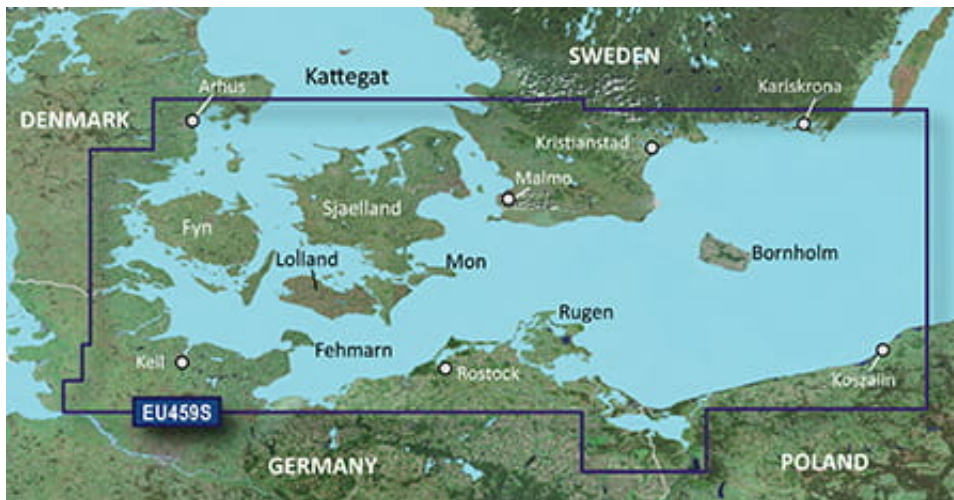 SWEDEN
Kattegat
Arhus
Karlskrona
DENMARK
Kristianstad
Malmo
Sjaelland
Fyn
Lolland
Mon
Bornholm
Rugen
Fehmarn
Keil
Rostock
Koszalin
EU459S
GERMANY
POLAND